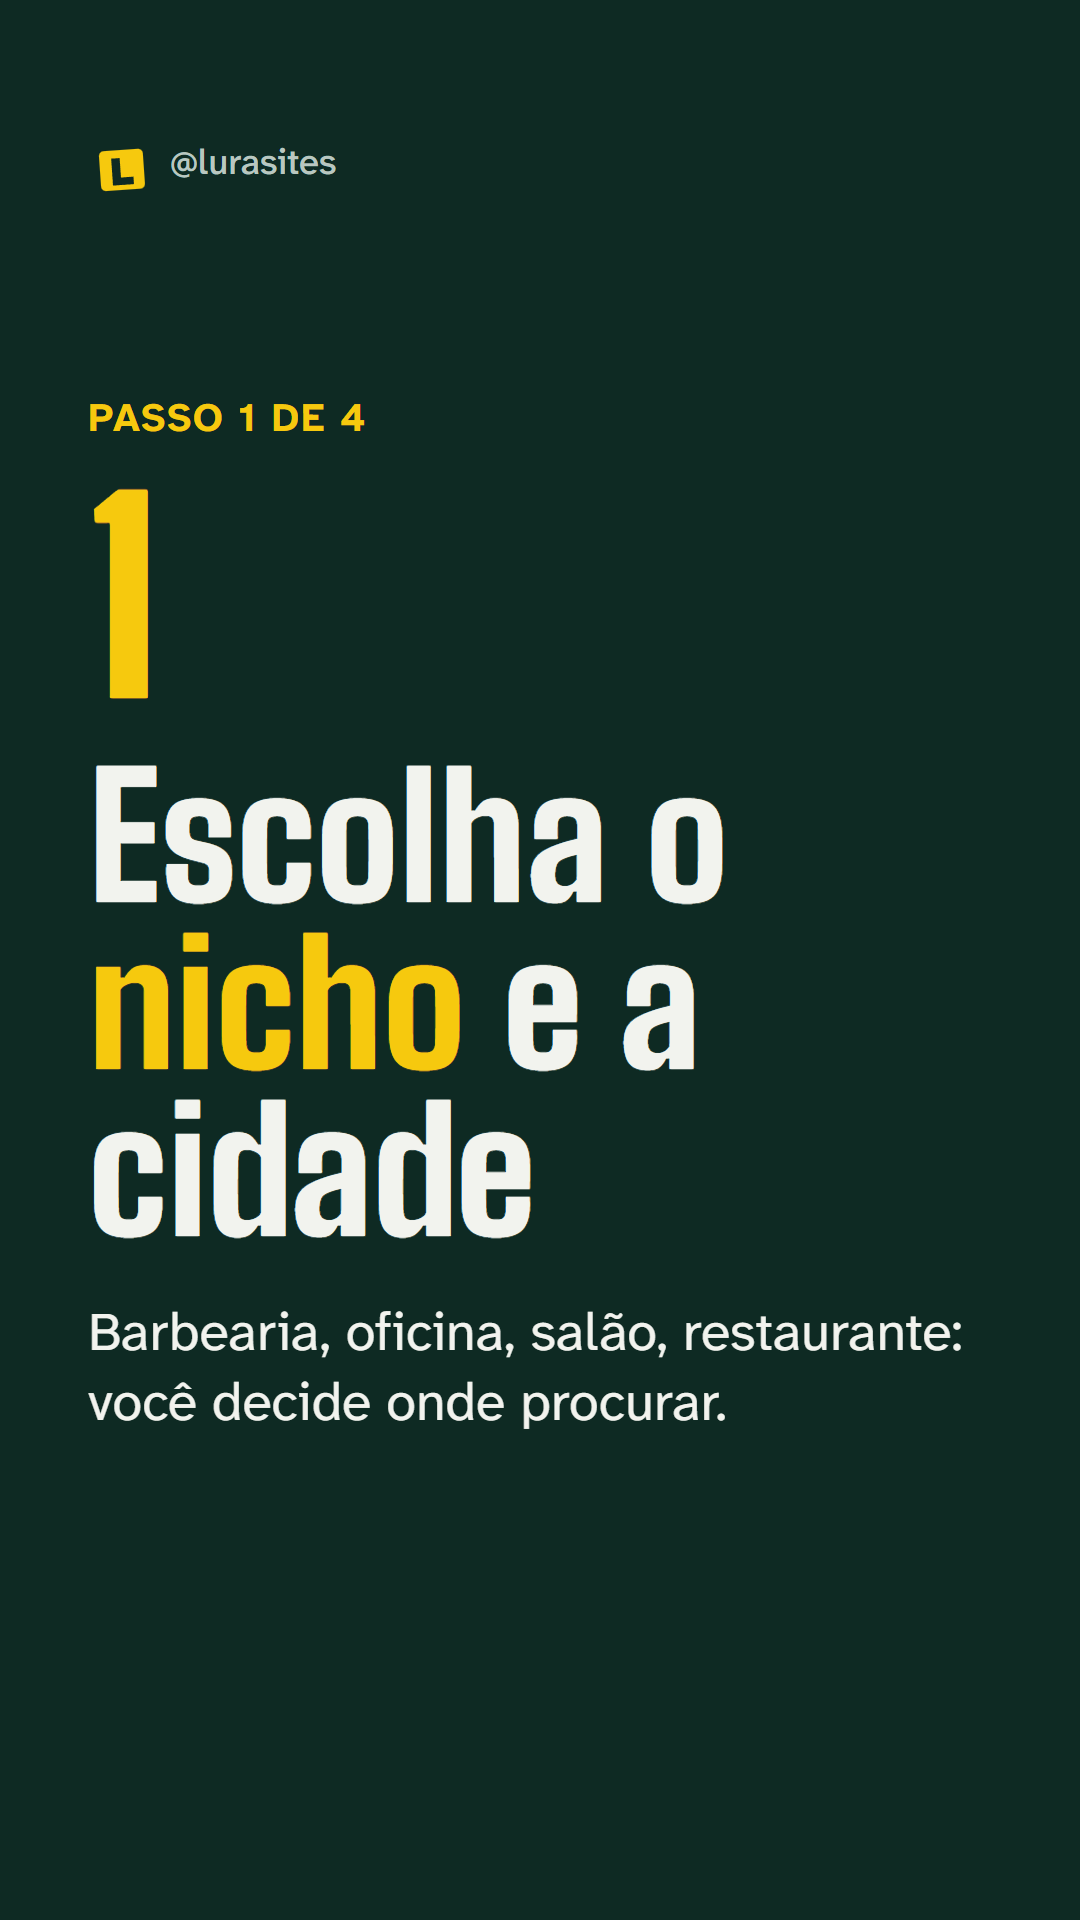 L @lurasites
PASSO 1 DE 4
1
Escolha o
nicho e a
cidade
Barbearia, oficina, salão, restaurante:
você decide onde procurar.